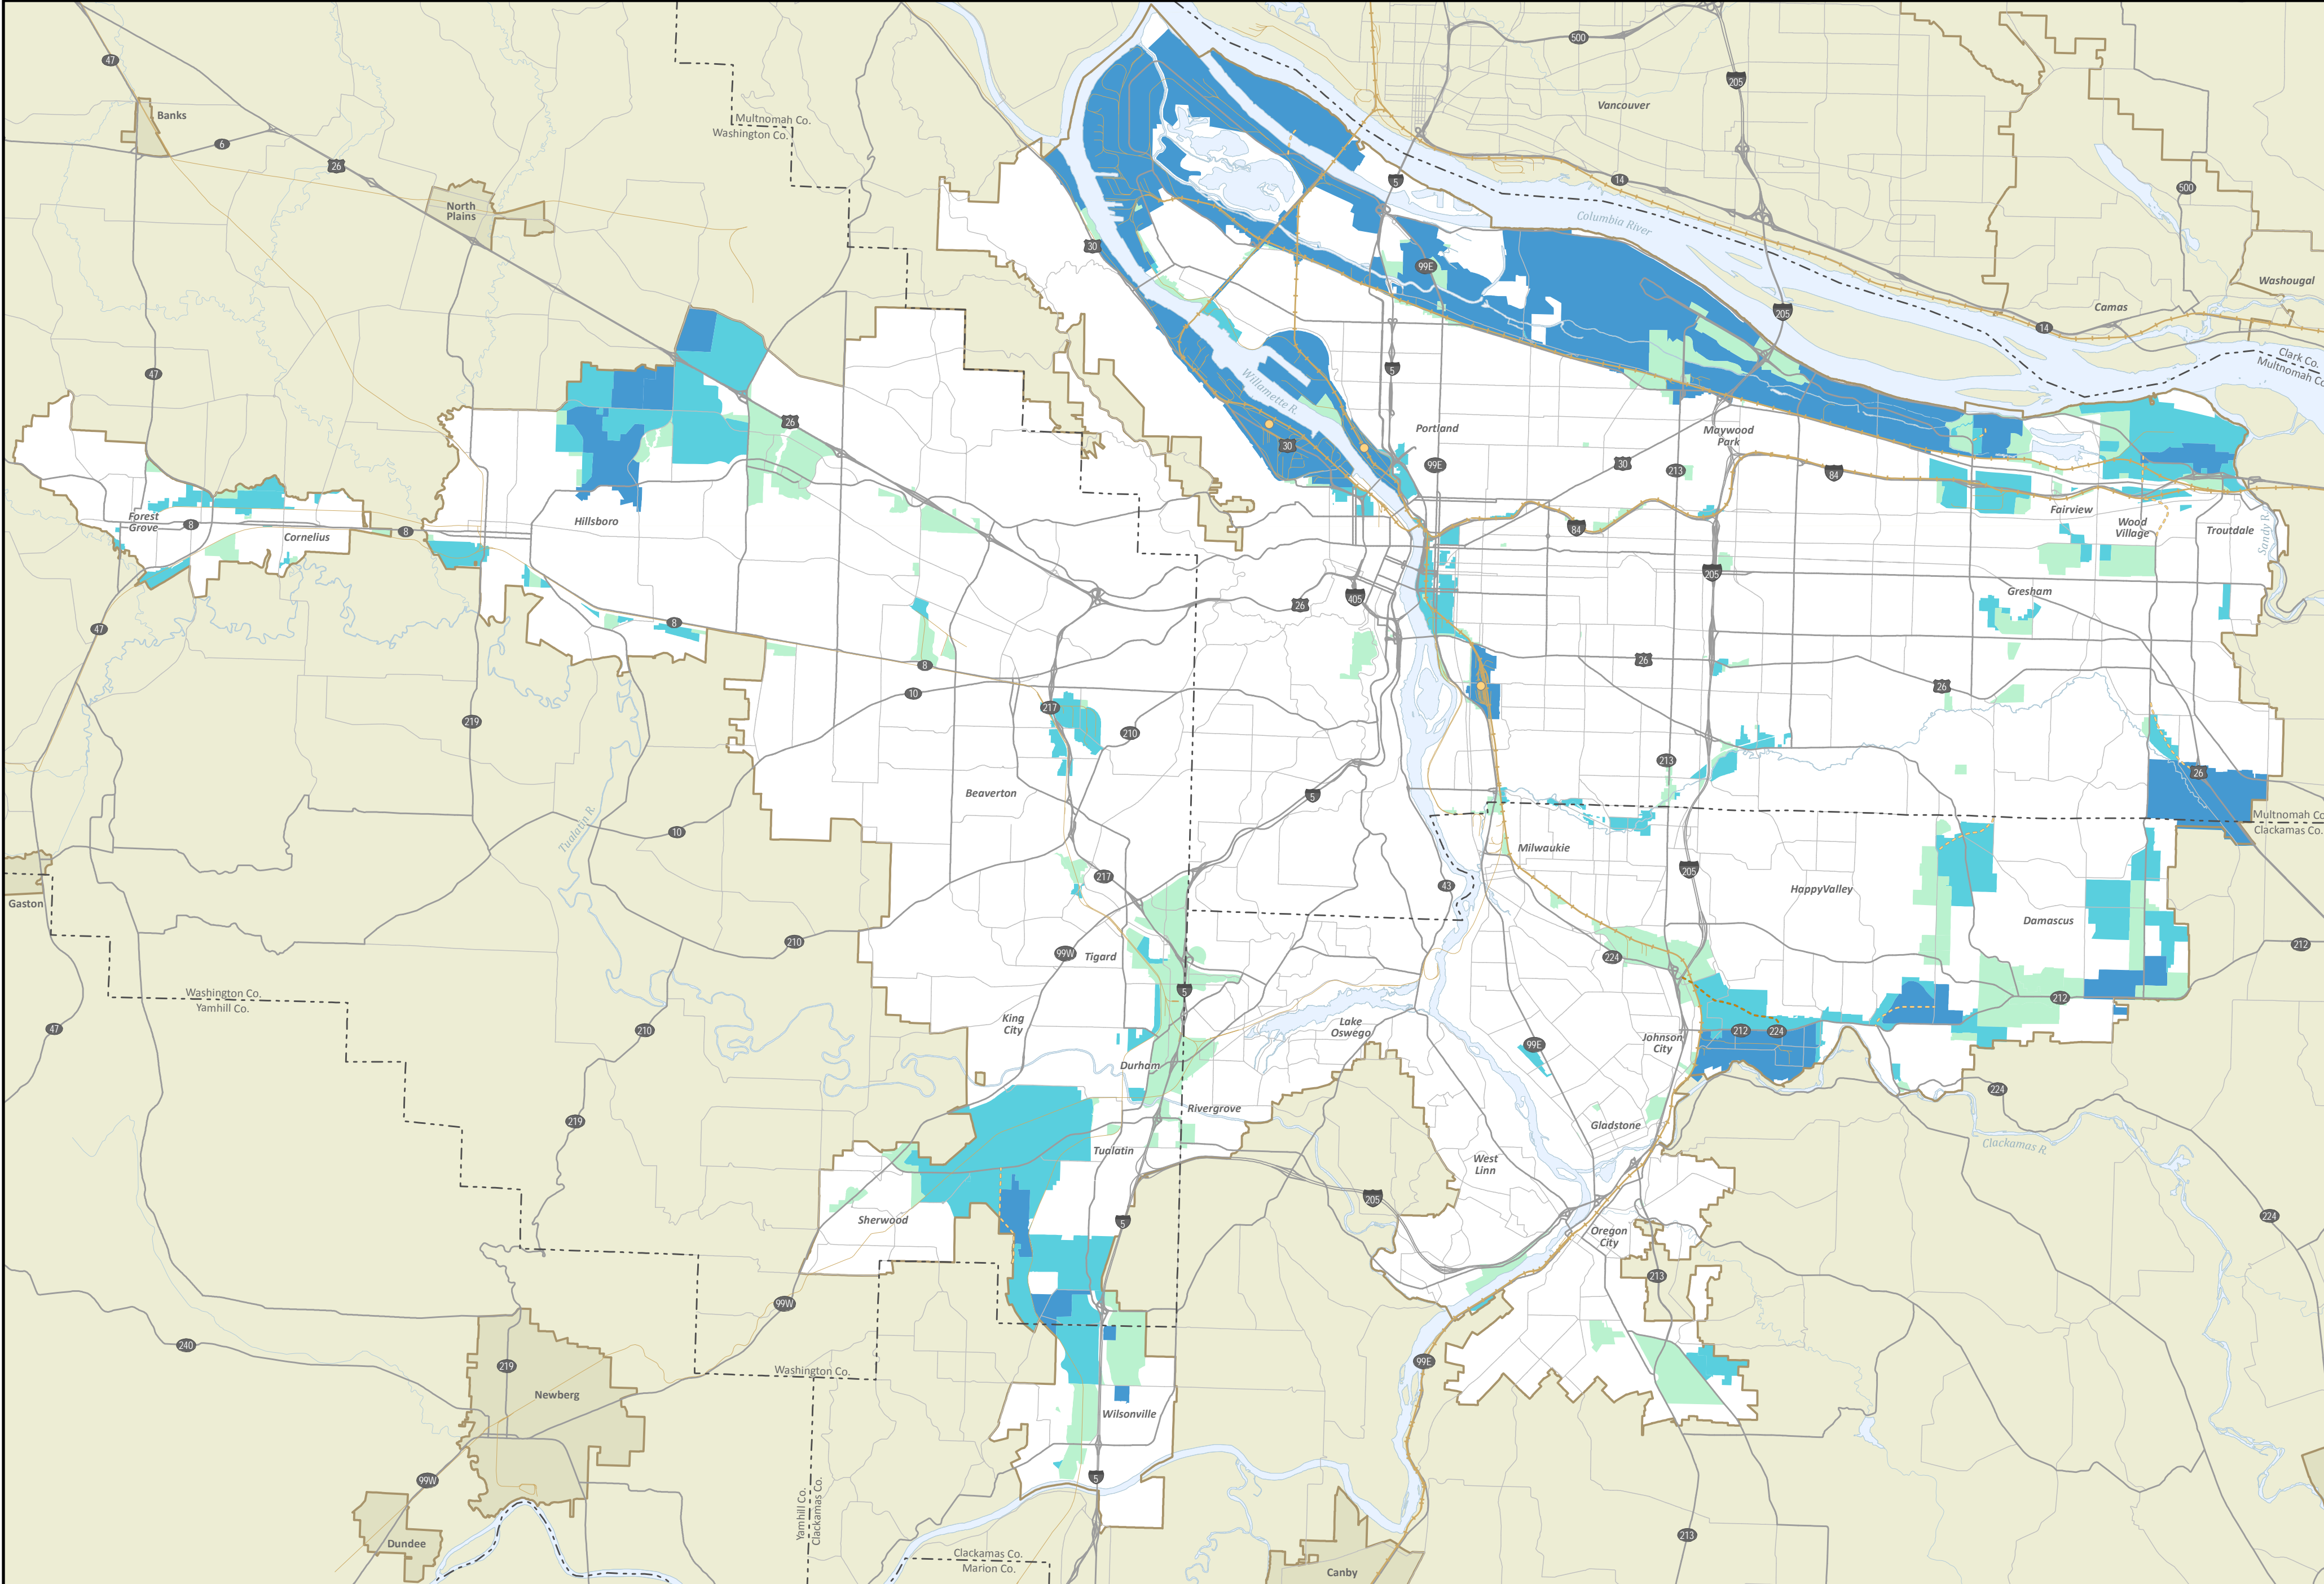 47
500
205
Banks
Vancouver
Multnomah Co.
Washington Co.
6
26
5
14
500
North
Plains
Columbia River
30
99E
Washougal
Camas
205
14
Clark Co.
Multnomah Co
47
5
26
Willamette R.
30
Portland
Maywood
Park
99E
30
213
84
Forest
Grove
8
Cornelius
8
Hillsboro
84
Fairview
Wood
Village
Troutdale
Sandy R.
205
Gresham
26
405
47
8
8
26
26
10
219
217
210
213
26
Beaverton
5
Tualatin R.
10
Multnomah Co
Clackamas Co.
Milwaukie
217
205
43
HappyValley
Gaston
Damascus
210
99W
Tigard
224
212
Washington Co.
Yamhill Co.
5
212
47
210
King
City
Lake
Oswego
99E
Johnson
City
212
224
Durham
224
Rivergrove
219
Gladstone
Tualatin
Clackamas R.
West
Linn
205
Sherwood
5
Oregon
City
224
213
99W
240
219
Washington Co.
99E
Newberg
Wilsonville
99W
5
Yamhill Co.
Clackamas Co.
213
Dundee
Clackamas Co.
Marion Co.
Canby